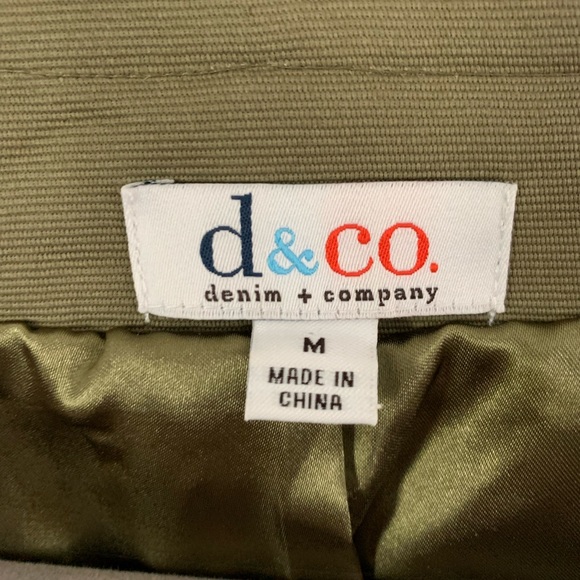 d&co.
denim + company
M
MADE IN
CHINA